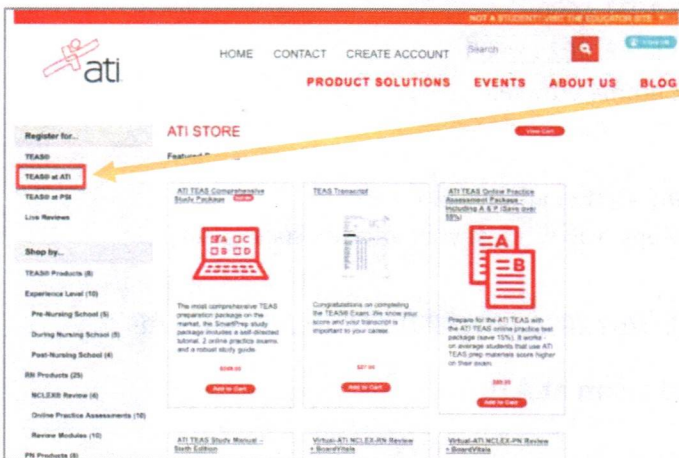 NOT A STUDENT? VISIT THE EDUCATOR SITE
ati
HOME CONTACT CREATE ACCOUNT
Search
PRODUCT SOLUTIONS EVENTS ABOUT US BLOG
Register for...
TEAS®
TEAS® at ATI
TEAS® at PSI
Live Reviews
Shop by...
TEAS® Products (8)
Experience Level (10)
Pre-Nursing School (5)
During Nursing School (5)
Post-Nursing School (4)
RN Products (25)
NCLEX® Review (4)
Online Practice Assessments (10)
Review Modules (10)
PN Products (8)
ATI STORE
View Cart
Featured
ATI TEAS Comprehensive
Study Package
The most comprehensive TEAS
preparation package on the
market, the SmartPrep study
package includes a self-directed
tutorial, 2 online practice exams,
and a robust study guide.
Add to Cart
TEAS Transcript
Congratulations on completing
the TEAS® Exam. We know your
score and your transcript is
important to your career.
$27.00
Add to Cart
ATI TEAS Online Practice
Assessment Package -
Including A & P (Save over
A
B
Prepare for the ATI TEAS with
the ATI TEAS online practice test
package (save 15%).
on average students that use ATI
TEAS prep materials score higher
on their exam.
Add to Cart
ATI TEAS Study Manual -
Sixth Edition
Virtual-ATI NCLEX-RN Review
+ BoardVitals
Virtual-ATI NCLEX-PN Review
+ BoardVitals